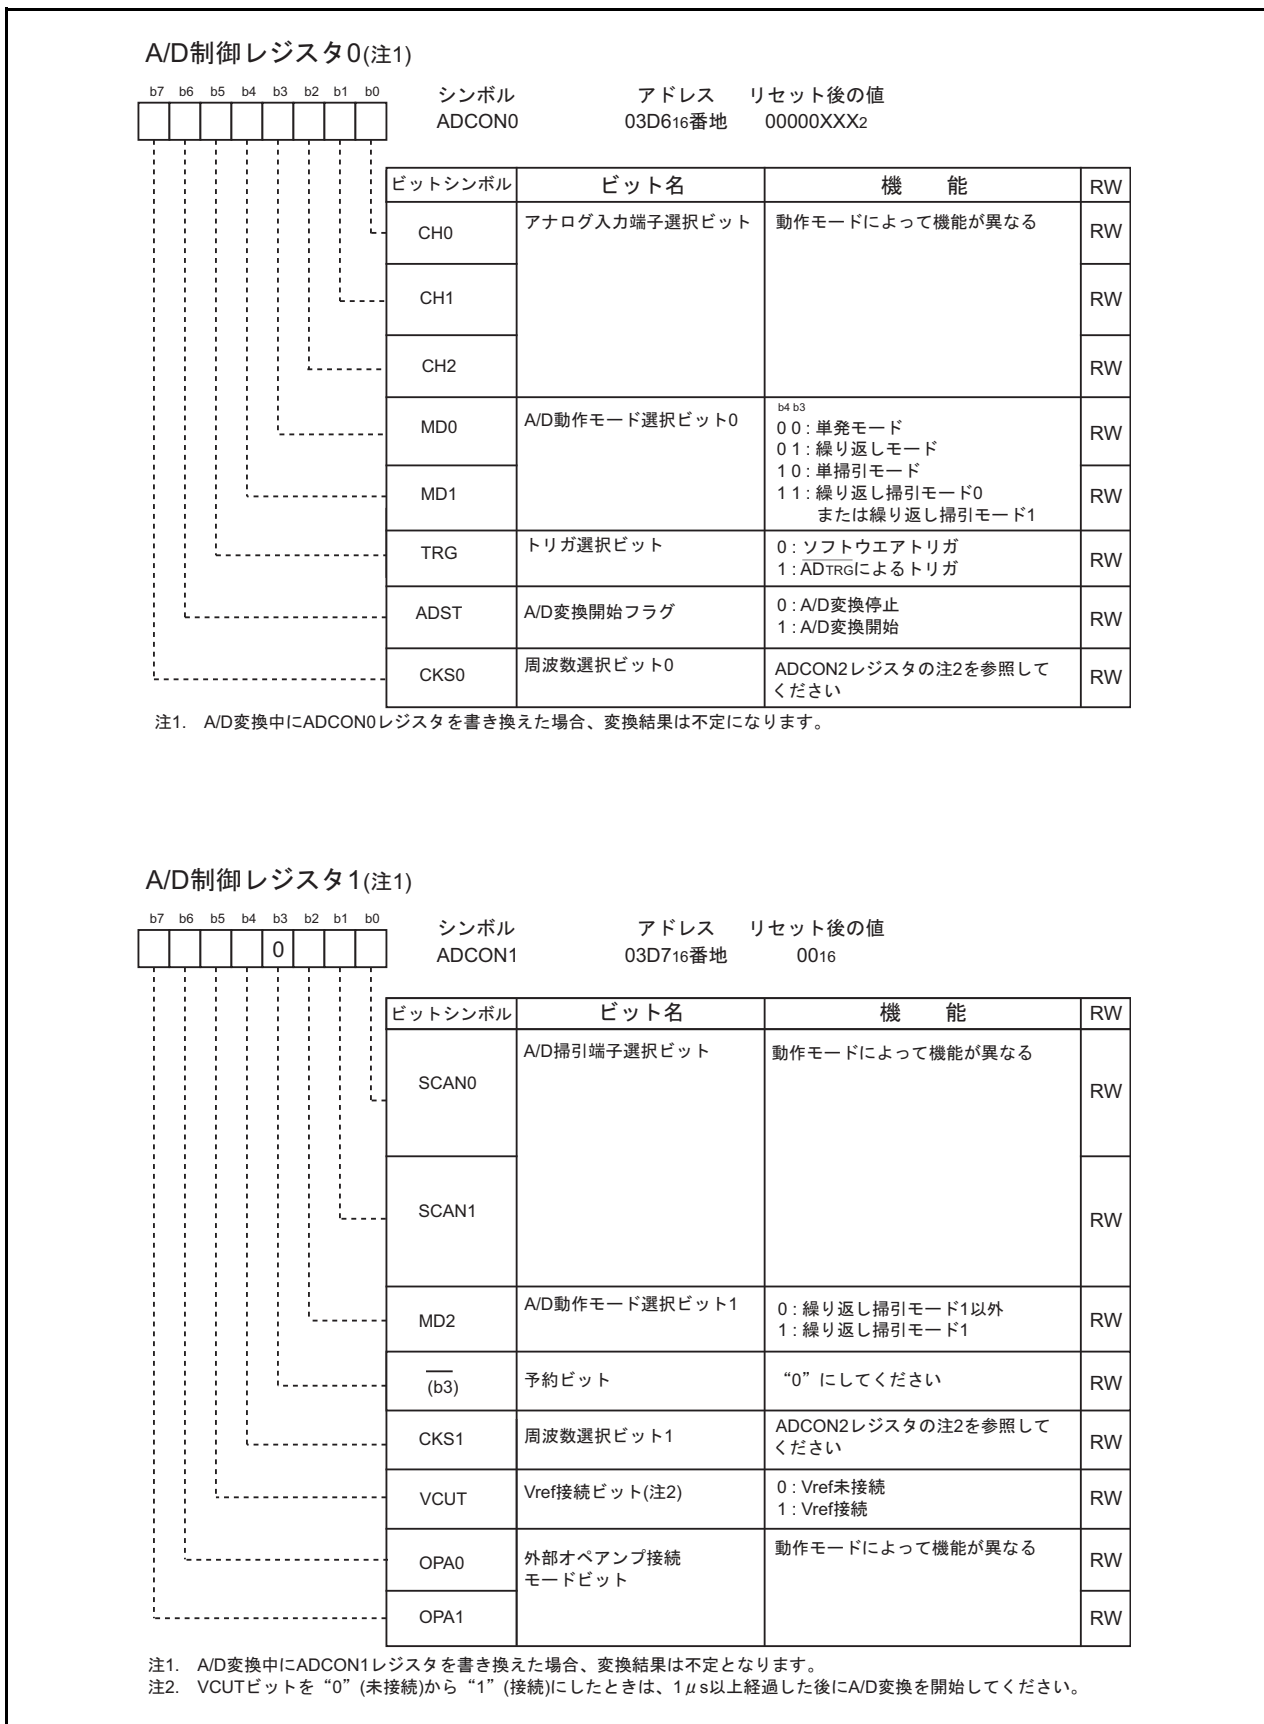 A/D制御レジスタ0(注1)
b7 b6 b5 b4 b3 b2 b1 b0
シンボル アドレス リセット後の値
ADCON0 03D616番地 00000XXX2
ビットシンボル ビット名 機 能 RW
CH0 アナログ入力端子選択ビット 動作モードによって機能が異なる RW
CH1 RW
CH2 RW
MD0 A/D動作モード選択ビット0 b4 b3
0 0 : 単発モード RW
0 1 : 繰り返しモード
1 0 : 単掃引モード
MD1 1 1 : 繰り返し掃引モード0 RW
または繰り返し掃引モード1
TRG トリガ選択ビット 0 : ソフトウエアトリガ RW
1 : ADTRGによるトリガ
ADST A/D変換開始フラグ 0 : A/D変換停止 RW
1 : A/D変換開始
CKS0 周波数選択ビット0 ADCON2レジスタの注2を参照して RW
ください
注1. A/D変換中にADCON0レジスタを書き換えた場合、変換結果は不定になります。
A/D制御レジスタ1(注1)
b7 b6 b5 b4 b3 b2 b1 b0
0
シンボル アドレス リセット後の値
ADCON1 03D716番地 0016
ビットシンボル ビット名 機 能 RW
SCAN0 A/D掃引端子選択ビット 動作モードによって機能が異なる RW
SCAN1 RW
MD2 A/D動作モード選択ビット1 0 : 繰り返し掃引モード1以外 RW
1 : 繰り返し掃引モード1
(b3) 予約ビット “0”にしてください RW
CKS1 周波数選択ビット1 ADCON2レジスタの注2を参照して RW
ください
VCUT Vref接続ビット(注2) 0 : Vref未接続 RW
1 : Vref接続
OPA0 外部オペアンプ接続 動作モードによって機能が異なる RW
モードビット
OPA1 RW
注1. A/D変換中にADCON1レジスタを書き換えた場合、変換結果は不定となります。
注2. VCUTビットを“0”(未接続)から“1”(接続)にしたときは、1μs以上経過した後にA/D変換を開始してください。